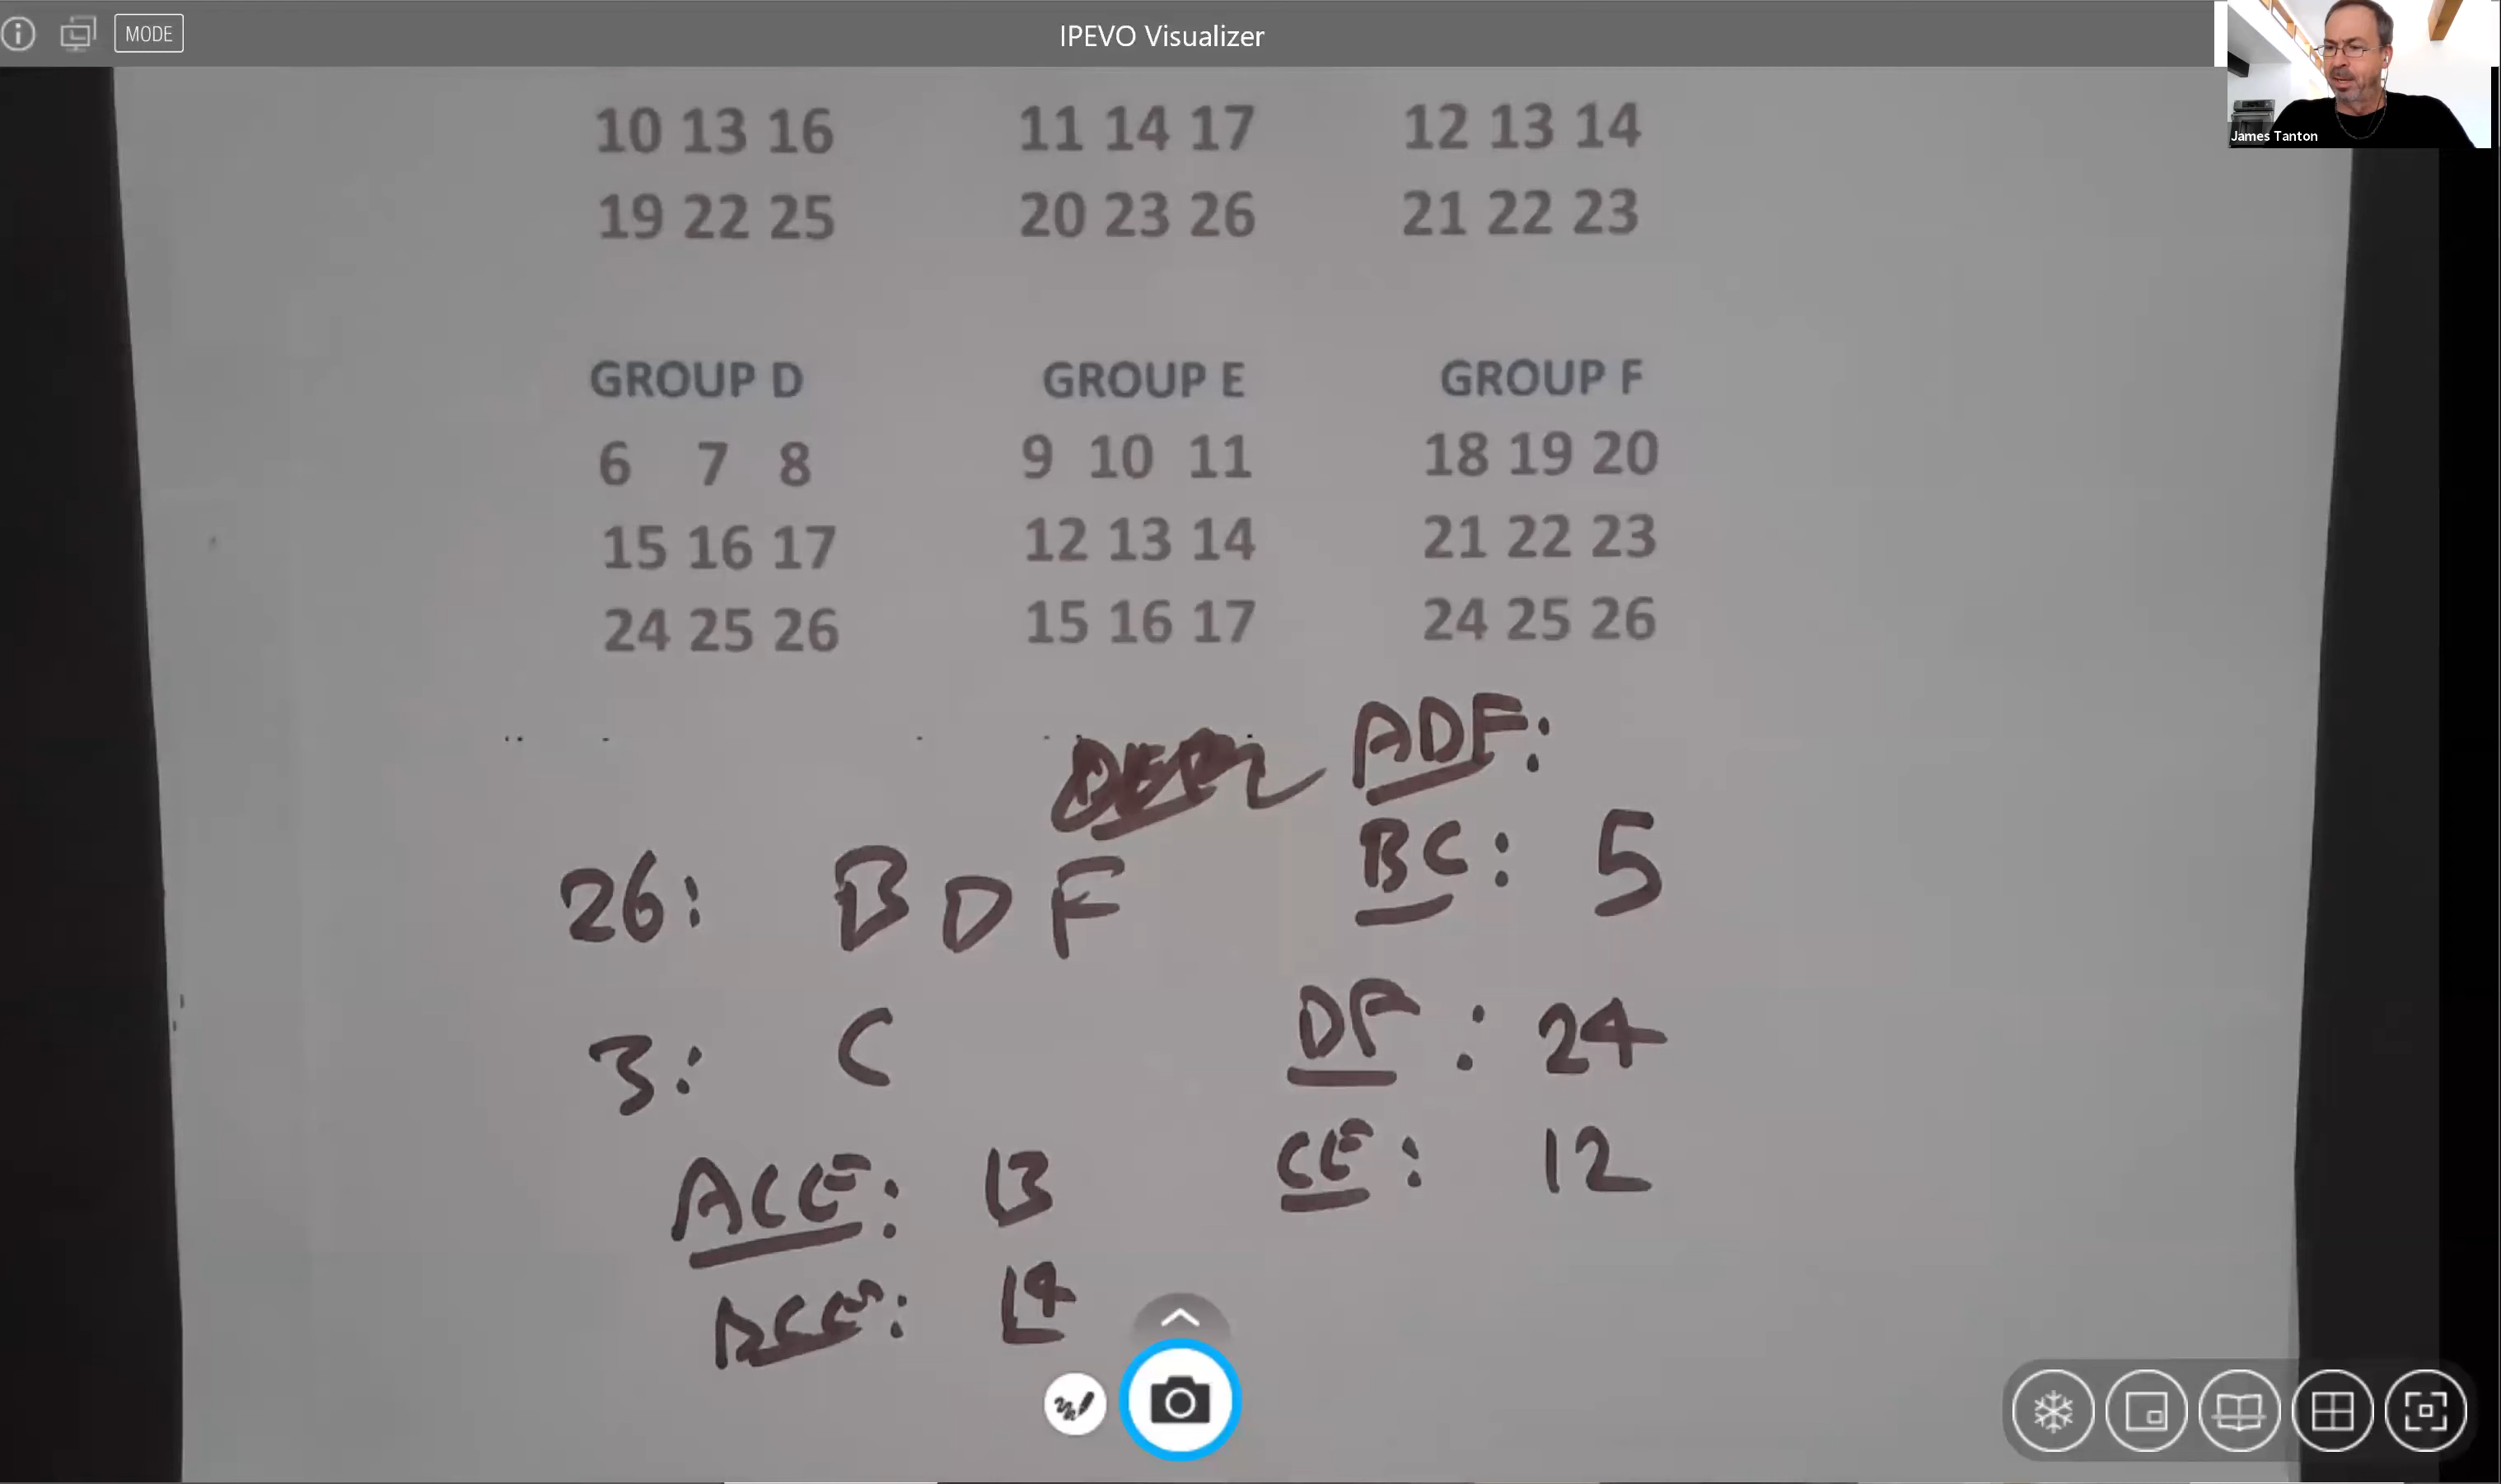 MODE
IPEVO Visualizer
James Tanton
10 13 16 11 14 17 12 13 14
19 22 25 20 23 26 21 22 23
GROUP D GROUP E GROUP F
6 7 8 9 10 11 18 19 20
15 16 17 12 13 14 21 22 23
24 25 26 15 16 17 24 25 26
ADF:
BC: 5
26: B D F
DF: 24
3: C
CE: 12
ACE: 13
BCE: 14